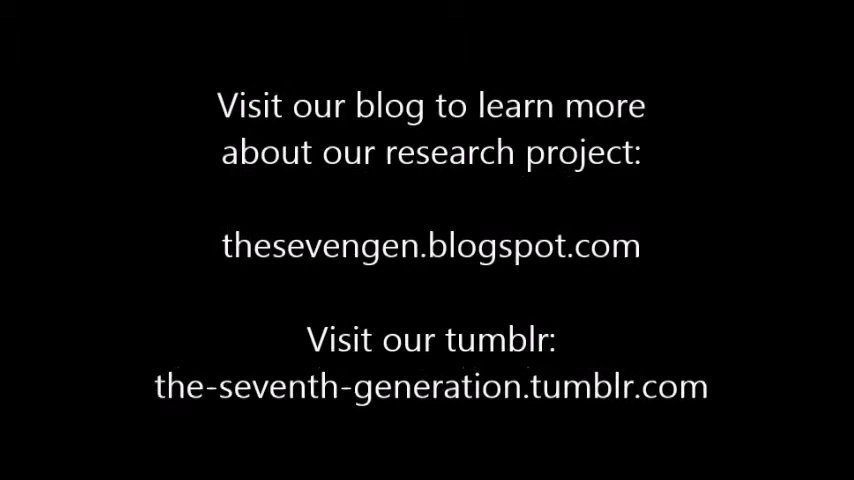 Visit our blog to learn more
about our research project:
thesevengen.blogspot.com
Visit our tumblr:
the-seventh-generation.tumblr.com